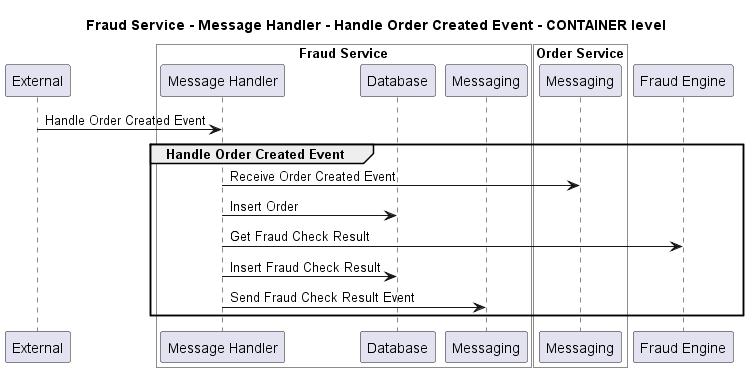 Fraud Service - Message Handler - Handle Order Created Event - CONTAINER level
Fraud Service
Order Service
External
Message Handler
Database
Messaging
Messaging
Fraud Engine
Handle Order Created Event
Handle Order Created Event
Receive Order Created Event
Insert Order
Get Fraud Check Result
Insert Fraud Check Result
Send Fraud Check Result Event
External
Message Handler
Database
Messaging
Messaging
Fraud Engine